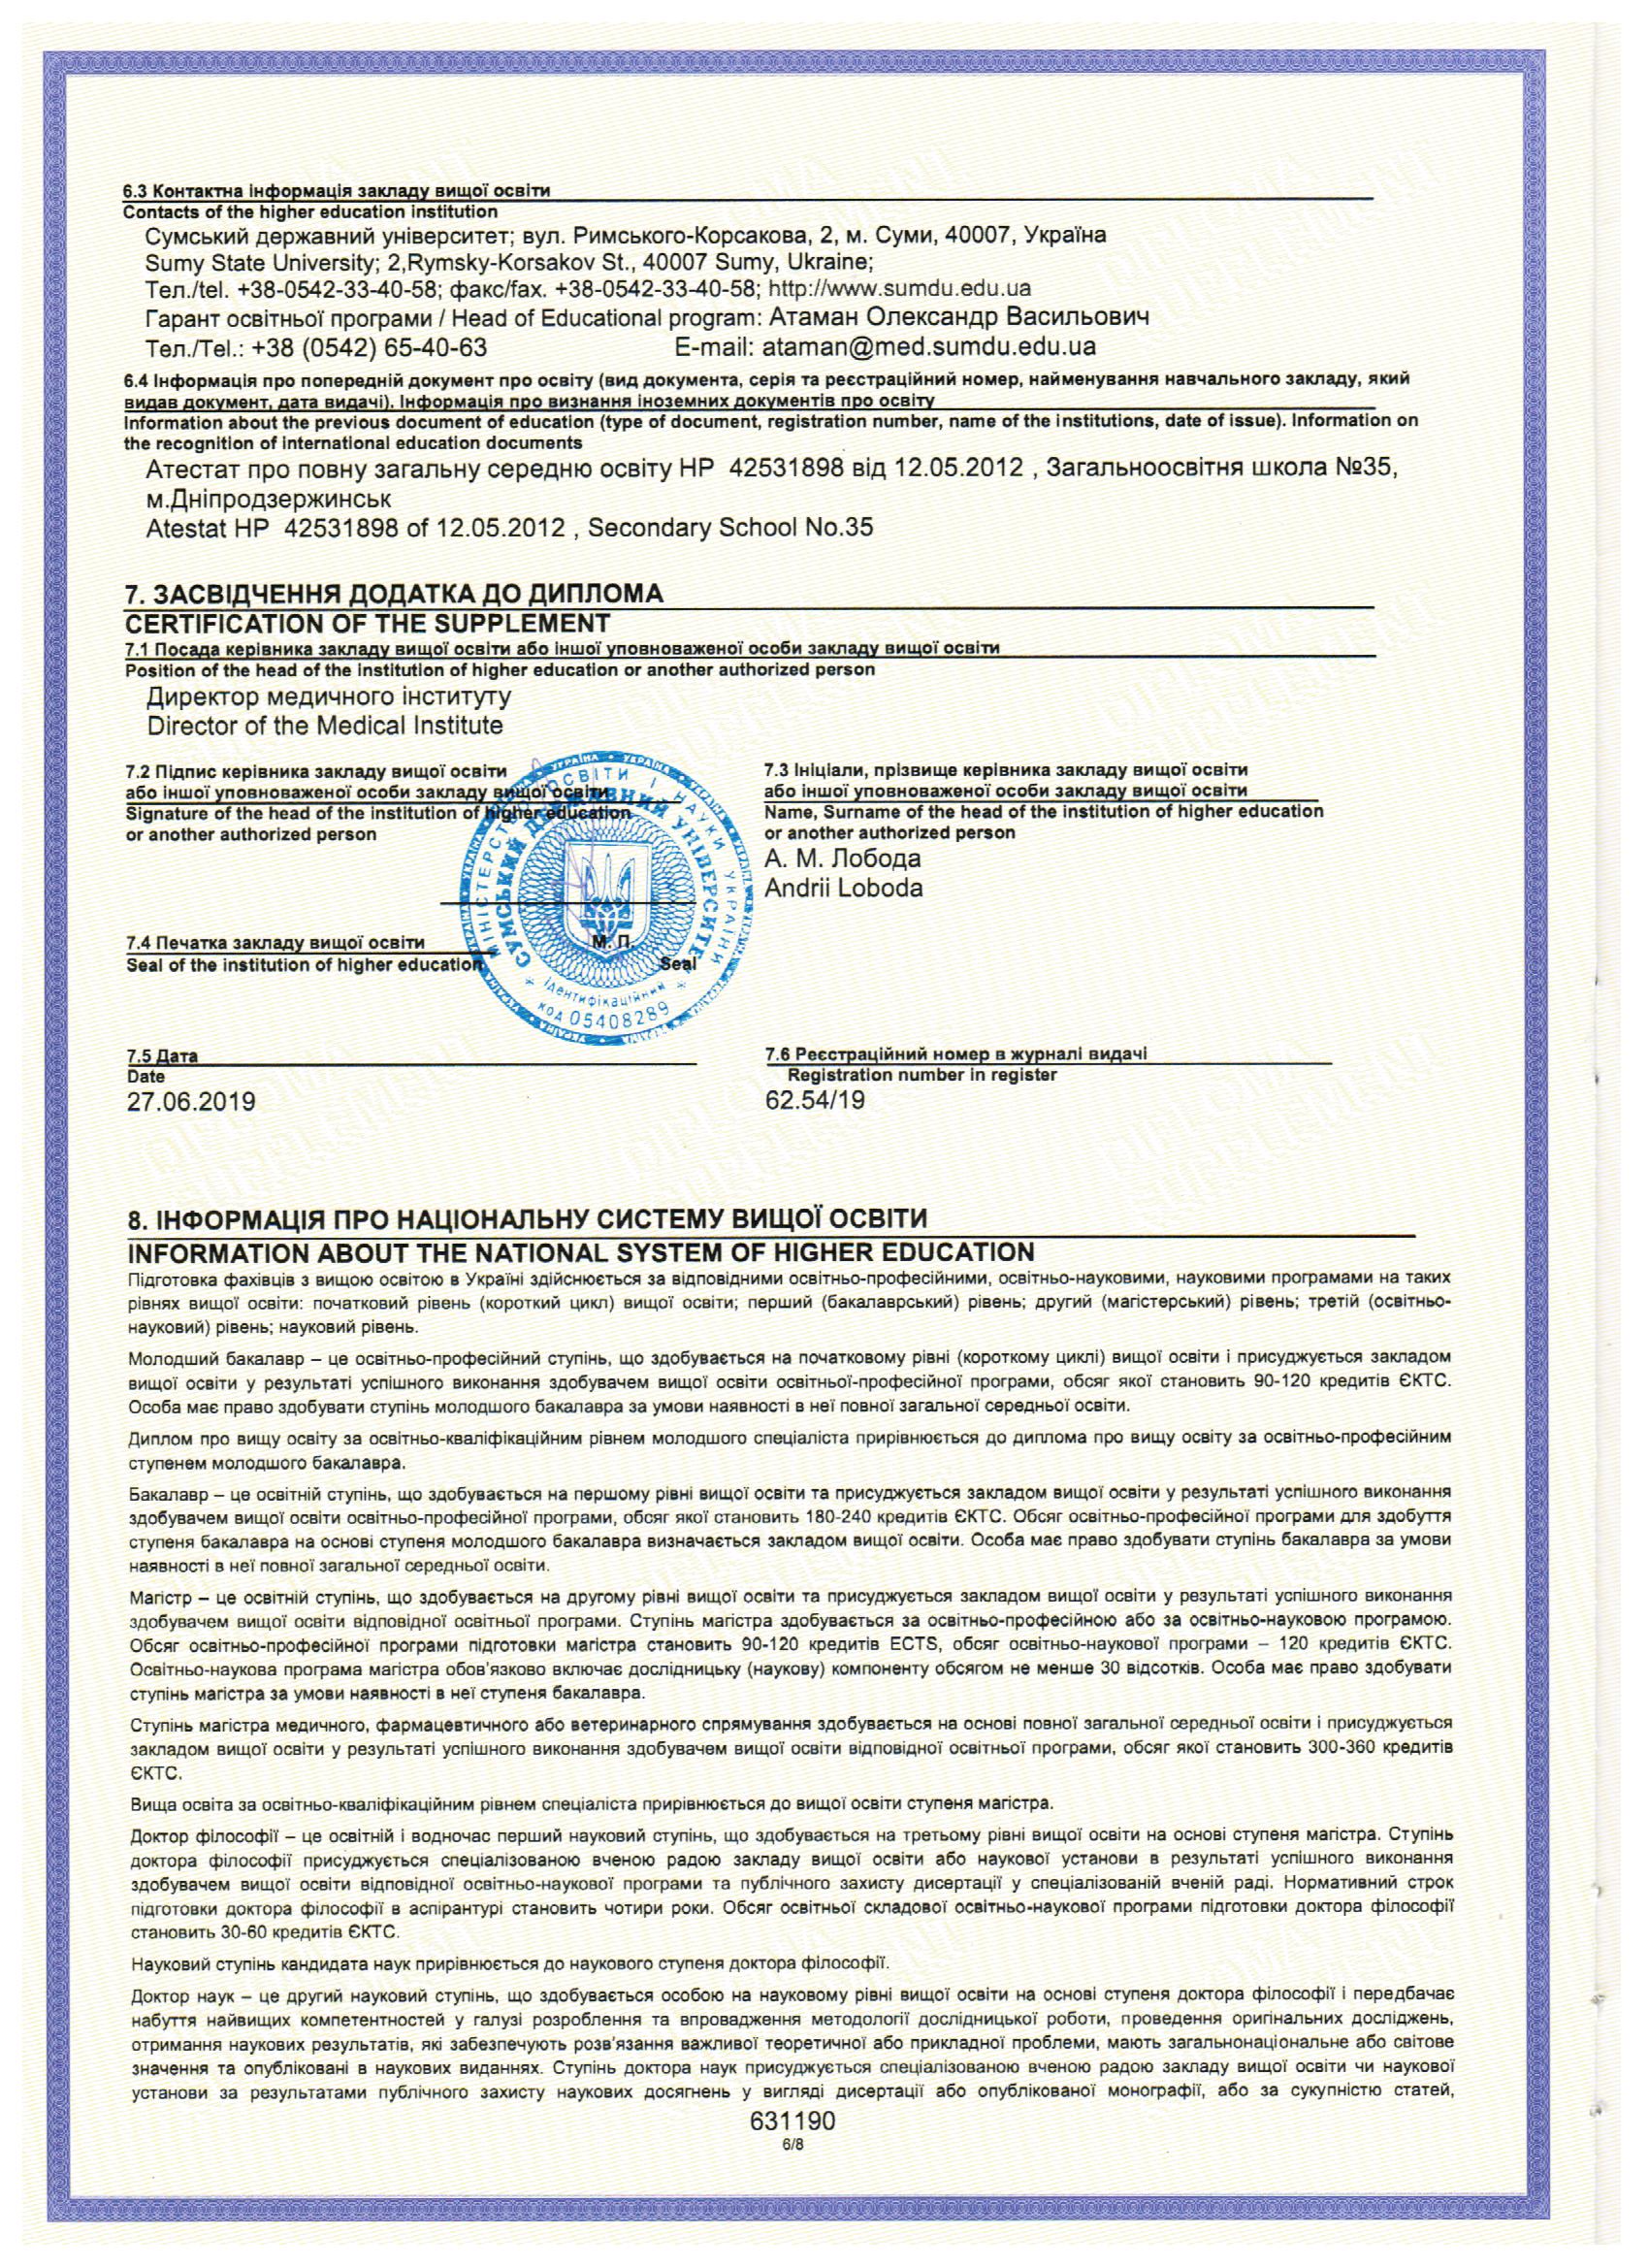 6.3 Контактна інформація закладу вищої освіти
Contacts of the higher education institution
Сумський державний університет; вул. Римського-Корсакова, 2, м. Суми, 40007, Україна
Sumy State University; 2,Rymsky-Korsakov St., 40007 Sumy, Ukraine;
Тел./tel. +38-0542-33-40-58; факс/fax. +38-0542-33-40-58; http://www.sumdu.edu.ua
Гарант освітньої програми / Head of Educational program: Атаман Олександр Васильович
Тел./Tel.: +38 (0542) 65-40-63 E-mail: ataman@med.sumdu.edu.ua
6.4 Інформація про попередній документ про освіту (вид документа, серія та реєстраційний номер, найменування навчального закладу, який
видав документ, дата видачі). Інформація про визнання іноземних документів про освіту
Information about the previous document of education (type of document, registration number, name of the institutions, date of issue). Information on
the recognition of international education documents
Атестат про повну загальну середню освіту НР 42531898 від 12.05.2012 , Загальноосвітня школа №35,
м.Дніпродзержинськ
Atestat HP 42531898 of 12.05.2012 , Secondary School No.35
7. ЗАСВІДЧЕННЯ ДОДАТКА ДО ДИПЛОМА
CERTIFICATION OF THE SUPPLEMENT
7.1 Посада керівника закладу вищої освіти або іншої уповноваженої особи закладу вищої освіти
Position of the head of the institution of higher education or another authorized person
Директор медичного інституту
Director of the Medical Institute
7.2 Підпис керівника закладу вищої освіти
або іншої уповноваженої особи закладу вищої освіти
Signature of the head of the institution of higher education
or another authorized person
7.3 Ініціали, прізвище керівника закладу вищої освіти
або іншої уповноваженої особи закладу вищої освіти
Name, Surname of the head of the institution of higher education
or another authorized person
А. М. Лобода
Andrii Loboda
МІНІСТЕРСТВО ОСВІТИ І НАУКИ УКРАЇНИ
СУМСЬКИЙ ДЕРЖАВНИЙ УНІВЕРСИТЕТ
Ідентифікаційний
код 05408289
7.4 Печатка закладу вищої освіти
Seal of the institution of higher education
М. П.
Seal
7.5 Дата
Date
27.06.2019
7.6 Реєстраційний номер в журналі видачі
Registration number in register
62.54/19
8. ІНФОРМАЦІЯ ПРО НАЦІОНАЛЬНУ СИСТЕМУ ВИЩОЇ ОСВІТИ
INFORMATION ABOUT THE NATIONAL SYSTEM OF HIGHER EDUCATION
Підготовка фахівців з вищою освітою в Україні здійснюється за відповідними освітньо-професійними, освітньо-науковими, науковими програмами на таких
рівнях вищої освіти: початковий рівень (короткий цикл) вищої освіти; перший (бакалаврський) рівень; другий (магістерський) рівень; третій (освітньо-
науковий) рівень; науковий рівень.
Молодший бакалавр – це освітньо-професійний ступінь, що здобувається на початковому рівні (короткому циклі) вищої освіти і присуджується закладом
вищої освіти у результаті успішного виконання здобувачем вищої освіти освітньої-професійної програми, обсяг якої становить 90-120 кредитів ЄКТС.
Особа має право здобувати ступінь молодшого бакалавра за умови наявності в неї повної загальної середньої освіти.
Диплом про вищу освіту за освітньо-кваліфікаційним рівнем молодшого спеціаліста прирівнюється до диплома про вищу освіту за освітньо-професійним
ступенем молодшого бакалавра.
Бакалавр – це освітній ступінь, що здобувається на першому рівні вищої освіти та присуджується закладом вищої освіти у результаті успішного виконання
здобувачем вищої освіти освітньо-професійної програми, обсяг якої становить 180-240 кредитів ЄКТС. Обсяг освітньо-професійної програми для здобуття
ступеня бакалавра на основі ступеня молодшого бакалавра визначається закладом вищої освіти. Особа має право здобувати ступінь бакалавра за умови
наявності в неї повної загальної середньої освіти.
Магістр – це освітній ступінь, що здобувається на другому рівні вищої освіти та присуджується закладом вищої освіти у результаті успішного виконання
здобувачем вищої освіти відповідної освітньої програми. Ступінь магістра здобувається за освітньо-професійною або за освітньо-науковою програмою.
Обсяг освітньо-професійної програми підготовки магістра становить 90-120 кредитів ECTS, обсяг освітньо-наукової програми – 120 кредитів ЄКТС.
Освітньо-наукова програма магістра обов’язково включає дослідницьку (наукову) компоненту обсягом не менше 30 відсотків. Особа має право здобувати
ступінь магістра за умови наявності в неї ступеня бакалавра.
Ступінь магістра медичного, фармацевтичного або ветеринарного спрямування здобувається на основі повної загальної середньої освіти і присуджується
закладом вищої освіти у результаті успішного виконання здобувачем вищої освіти відповідної освітньої програми, обсяг якої становить 300-360 кредитів
ЄКТС.
Вища освіта за освітньо-кваліфікаційним рівнем спеціаліста прирівнюється до вищої освіти ступеня магістра.
Доктор філософії – це освітній і водночас перший науковий ступінь, що здобувається на третьому рівні вищої освіти на основі ступеня магістра. Ступінь
доктора філософії присуджується спеціалізованою вченою радою закладу вищої освіти або наукової установи в результаті успішного виконання
здобувачем вищої освіти відповідної освітньо-наукової програми та публічного захисту дисертації у спеціалізованій вченій раді. Нормативний строк
підготовки доктора філософії в аспірантурі становить чотири роки. Обсяг освітньої складової освітньо-наукової програми підготовки доктора філософії
становить 30-60 кредитів ЄКТС.
Науковий ступінь кандидата наук прирівнюється до наукового ступеня доктора філософії.
Доктор наук – це другий науковий ступінь, що здобувається особою на науковому рівні вищої освіти на основі ступеня доктора філософії і передбачає
набуття найвищих компетентностей у галузі розроблення та впровадження методології дослідницької роботи, проведення оригінальних досліджень,
отримання наукових результатів, які забезпечують розв’язання важливої теоретичної або прикладної проблеми, мають загальнонаціональне або світове
значення та опубліковані в наукових виданнях. Ступінь доктора наук присуджується спеціалізованою вченою радою закладу вищої освіти чи наукової
установи за результатами публічного захисту наукових досягнень у вигляді дисертації або опублікованої монографії, або за сукупністю статей,
631190
6/8